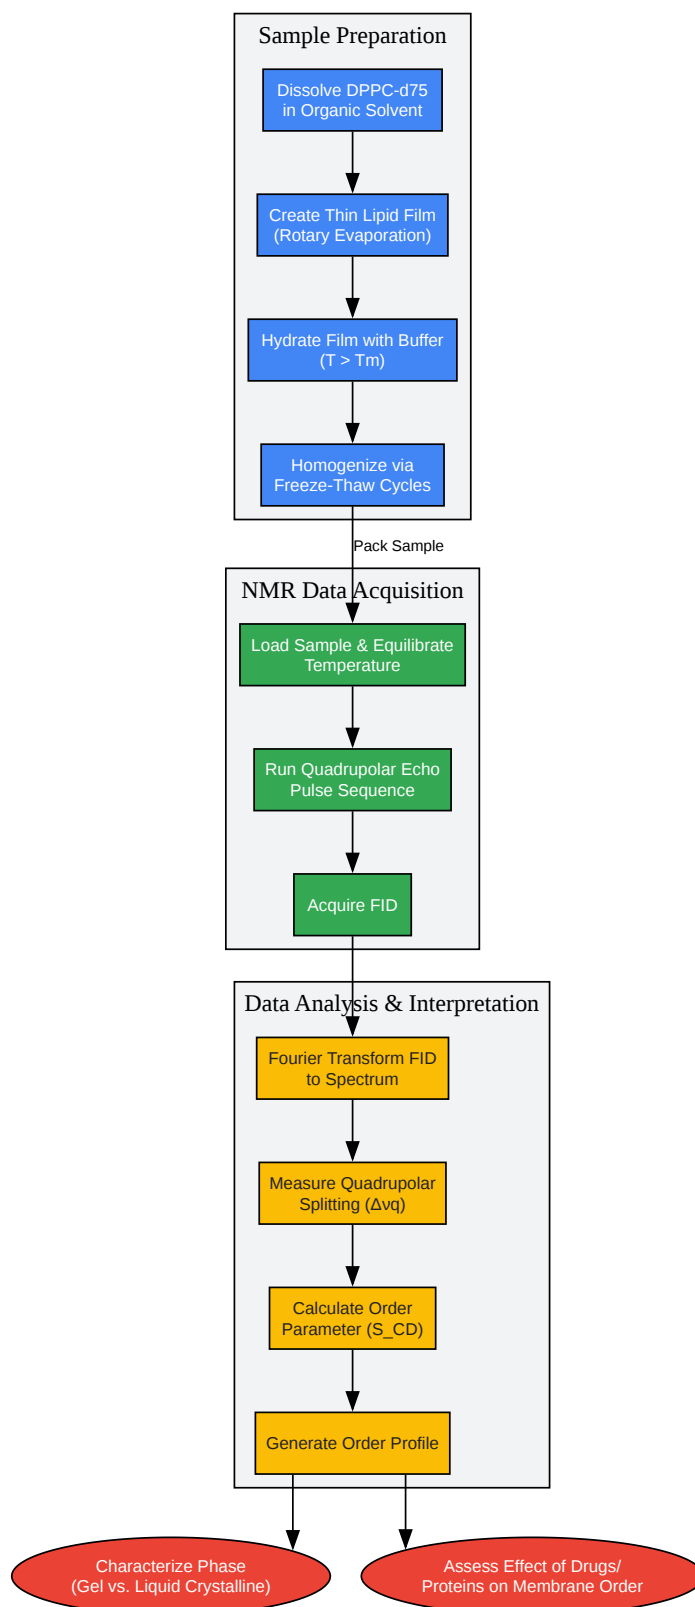 Sample Preparation
Dissolve DPPC-d75
in Organic Solvent
Create Thin Lipid Film
(Rotary Evaporation)
Hydrate Film with Buffer
(T > Tm)
Homogenize via
Freeze-Thaw Cycles
Pack Sample
NMR Data Acquisition
Load Sample & Equilibrate
Temperature
Run Quadrupolar Echo
Pulse Sequence
Acquire FID
Data Analysis & Interpretation
Fourier Transform FID
to Spectrum
Measure Quadrupolar
Splitting (Δνq)
Calculate Order
Parameter (S_CD)
Generate Order Profile
Characterize Phase
(Gel vs. Liquid Crystalline)
Assess Effect of Drugs/
Proteins on Membrane Order